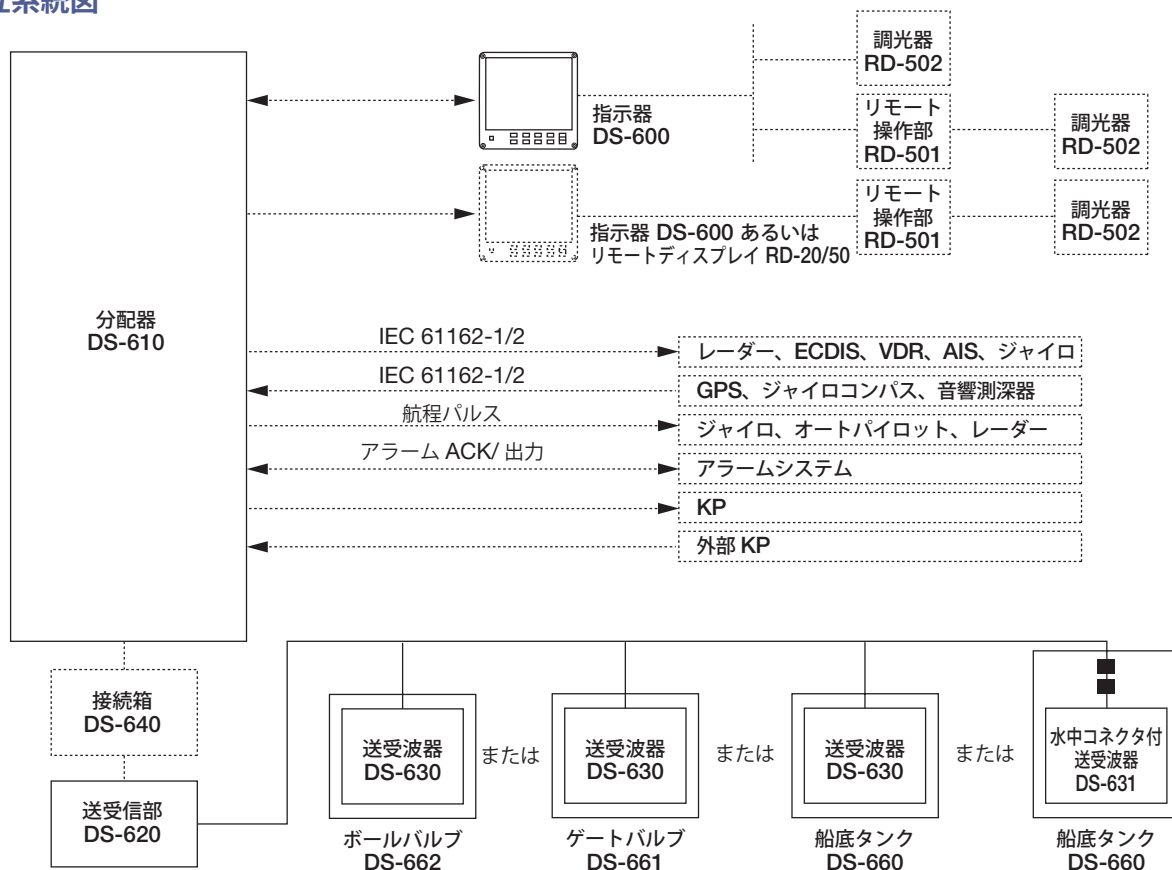 系統図
調光器
RD-502
指示器
DS-600
リモート
操作部
RD-501
調光器
RD-502
指示器 DS-600 あるいは
リモートディスプレイ RD-20/50
リモート
操作部
RD-501
調光器
RD-502
分配器
DS-610
IEC 61162-1/2
レーダー、ECDIS、VDR、AIS、ジャイロ
IEC 61162-1/2
GPS、ジャイロコンパス、音響測深器
航程パルス
ジャイロ、オートパイロット、レーダー
アラーム ACK/ 出力
アラームシステム
KP
外部 KP
接続箱
DS-640
送受信部
DS-620
送受波器
DS-630
または
送受波器
DS-630
または
送受波器
DS-630
または
水中コネクタ付
送受波器
DS-631
ボールバルブ
DS-662
ゲートバルブ
DS-661
船底タンク
DS-660
船底タンク
DS-660